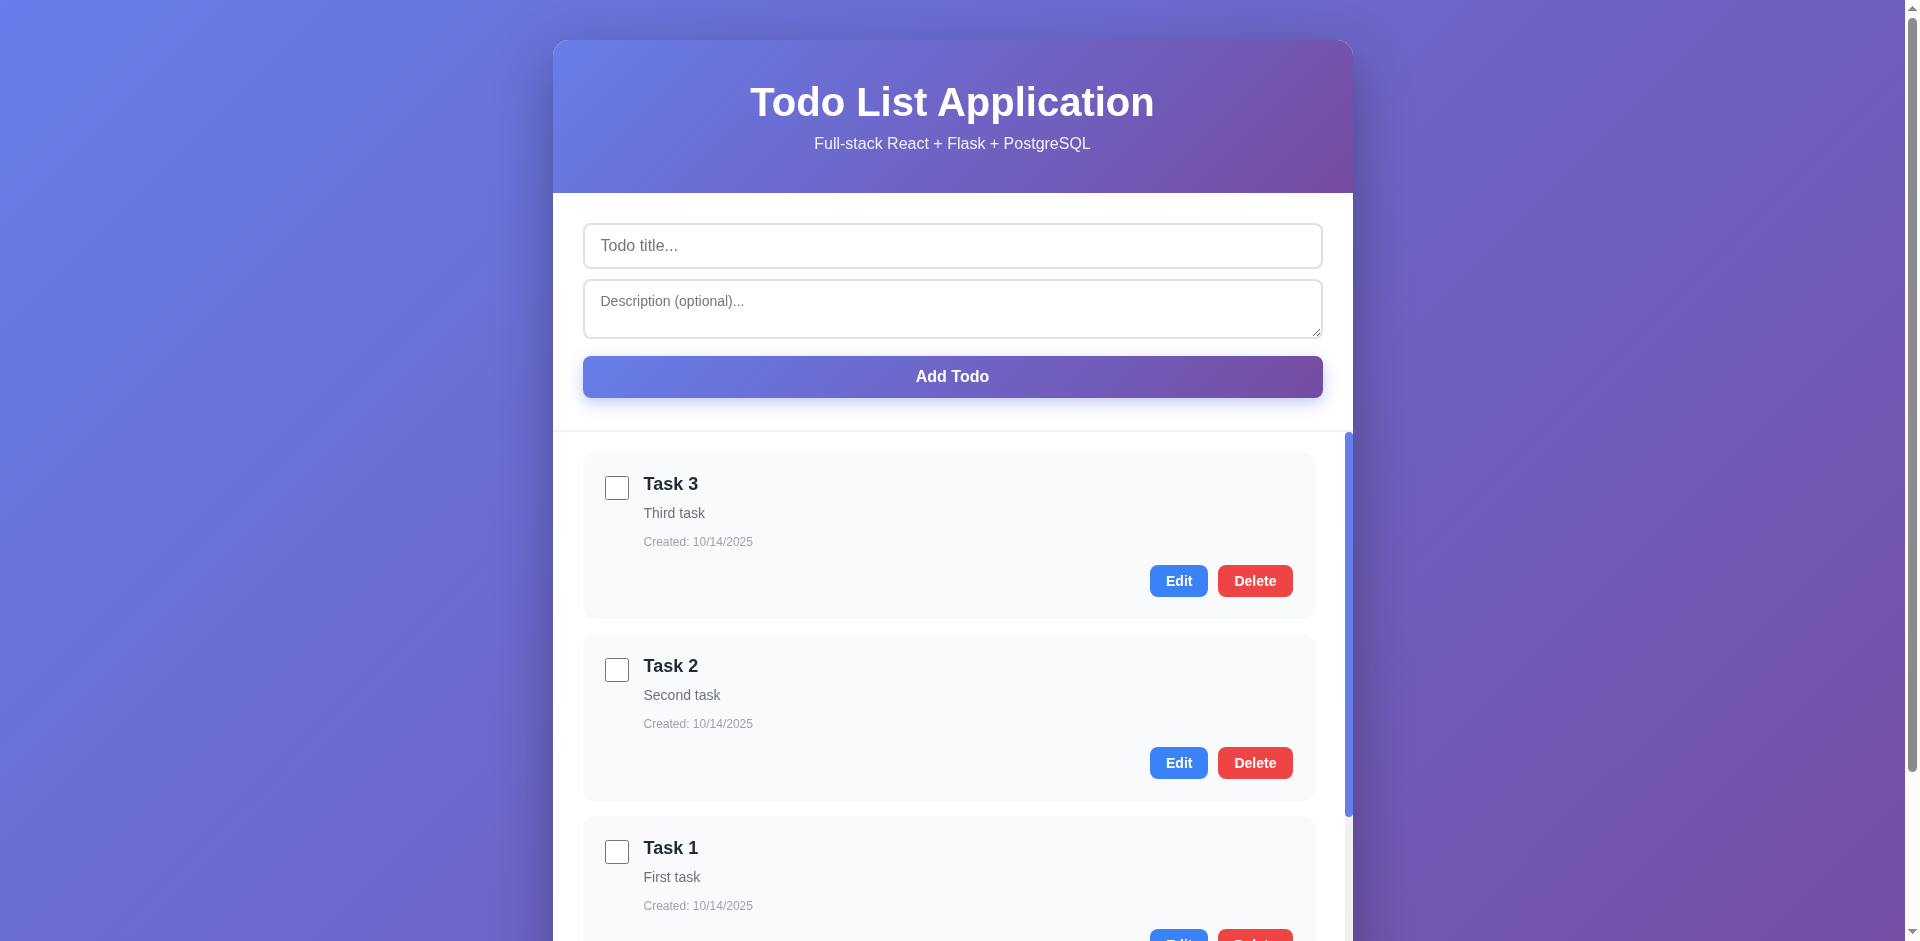 Todo List Application
Full-stack React + Flask + PostgreSQL
Todo title...
Description (optional)...
Add Todo
Task 3
Third task
Created: 10/14/2025
Edit Delete
Task 2
Second task
Created: 10/14/2025
Edit Delete
Task 1
First task
Created: 10/14/2025